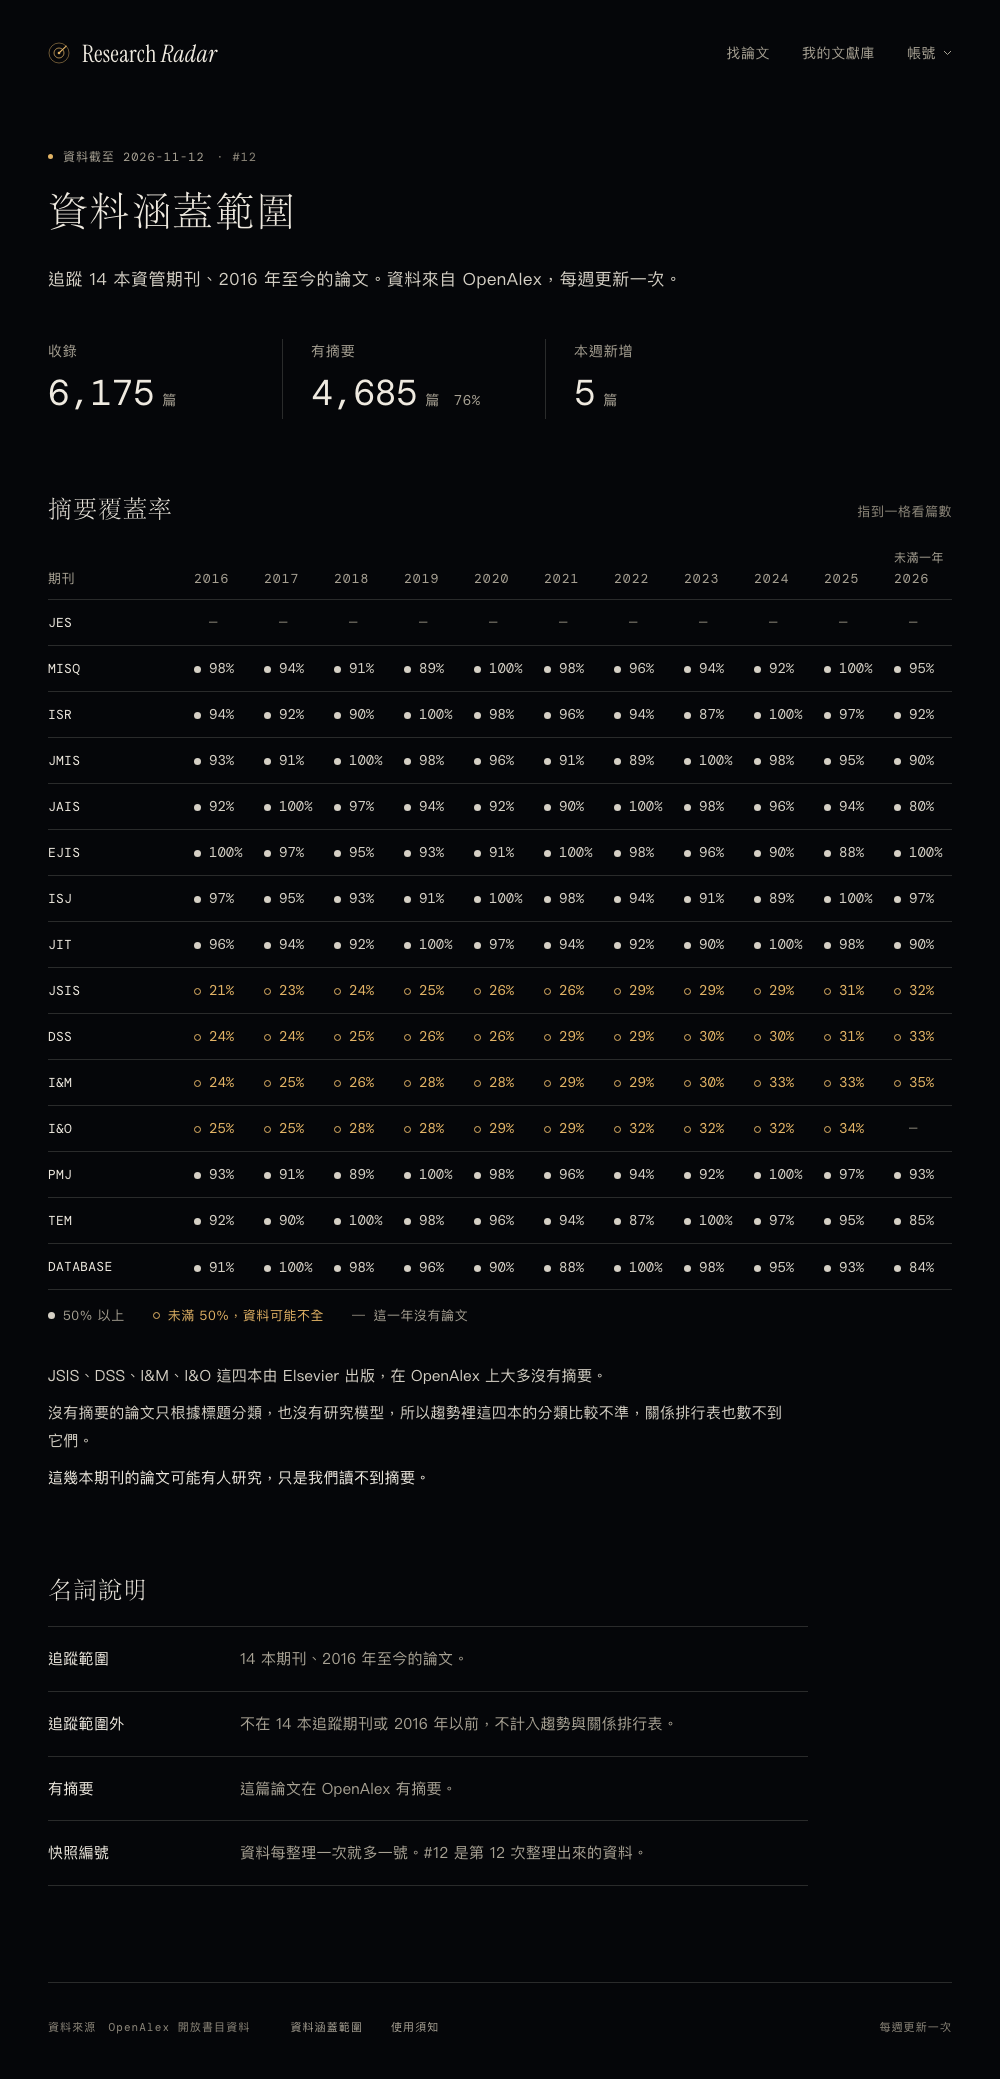 Research Radar
找論文 我的文獻庫 帳號
資料截至 2026-11-12 · #12
資料涵蓋範圍
追蹤 14 本資管期刊、2016 年至今的論文。資料來自 OpenAlex，每週更新一次。
收錄 有摘要 本週新增
6,175 篇 4,685 篇 76% 5 篇
摘要覆蓋率 指到一格看篇數
未滿一年
期刊 2016 2017 2018 2019 2020 2021 2022 2023 2024 2025 2026
JES — — — — — — — — — — —
MISQ 98% 94% 91% 89% 100% 98% 96% 94% 92% 100% 95%
ISR 94% 92% 90% 100% 98% 96% 94% 87% 100% 97% 92%
JMIS 93% 91% 100% 98% 96% 91% 89% 100% 98% 95% 90%
JAIS 92% 100% 97% 94% 92% 90% 100% 98% 96% 94% 80%
EJIS 100% 97% 95% 93% 91% 100% 98% 96% 90% 88% 100%
ISJ 97% 95% 93% 91% 100% 98% 94% 91% 89% 100% 97%
JIT 96% 94% 92% 100% 97% 94% 92% 90% 100% 98% 90%
JSIS 21% 23% 24% 25% 26% 26% 29% 29% 29% 31% 32%
DSS 24% 24% 25% 26% 26% 29% 29% 30% 30% 31% 33%
I&M 24% 25% 26% 28% 28% 29% 29% 30% 33% 33% 35%
I&O 25% 25% 28% 28% 29% 29% 32% 32% 32% 34% —
PMJ 93% 91% 89% 100% 98% 96% 94% 92% 100% 97% 93%
TEM 92% 90% 100% 98% 96% 94% 87% 100% 97% 95% 85%
DATABASE 91% 100% 98% 96% 90% 88% 100% 98% 95% 93% 84%
50% 以上 未滿 50%，資料可能不全 — 這一年沒有論文
JSIS、DSS、I&M、I&O 這四本由 Elsevier 出版，在 OpenAlex 上大多沒有摘要。
沒有摘要的論文只根據標題分類，也沒有研究模型，所以趨勢裡這四本的分類比較不準，關係排行表也數不到
它們。
這幾本期刊的論文可能有人研究，只是我們讀不到摘要。
名詞說明
追蹤範圍 14 本期刊、2016 年至今的論文。
追蹤範圍外 不在 14 本追蹤期刊或 2016 年以前，不計入趨勢與關係排行表。
有摘要 這篇論文在 OpenAlex 有摘要。
快照編號 資料每整理一次就多一號。#12 是第 12 次整理出來的資料。
資料來源 OpenAlex 開放書目資料 資料涵蓋範圍 使用須知 每週更新一次